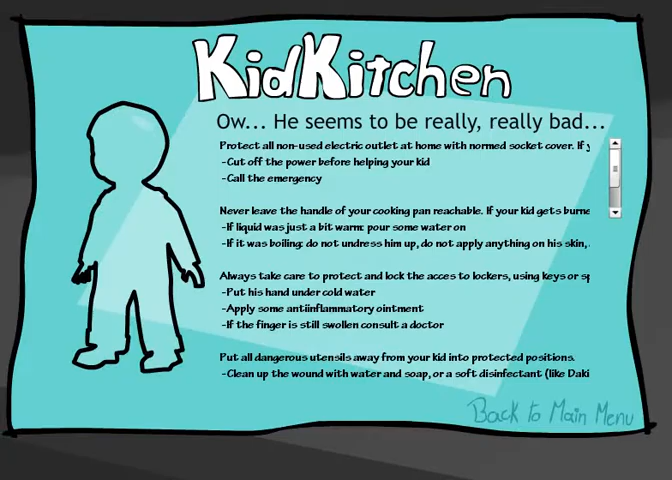 KidKitchen
Ow... He seems to be really, really bad...
Protect all non-used electric outlet at home with normed socket cover. If y
-Cut off the power before helping your kid
-Call the emergency
Never leave the handle of your cooking pan reachable. If your kid gets burne
-If liquid was just a bit warm: pour some water on
-If it was boiling: do not undress him up, do not apply anything on his skin,
Always take care to protect and lock the acces to lockers, using keys or sp
-Put his hand under cold water
-Apply some antiinflammatory ointment
-If the finger is still swollen consult a doctor
Put all dangerous utensils away from your kid into protected positions.
-Clean up the wound with water and soap, or a soft disinfectant (like Daki
Back to Main Menu